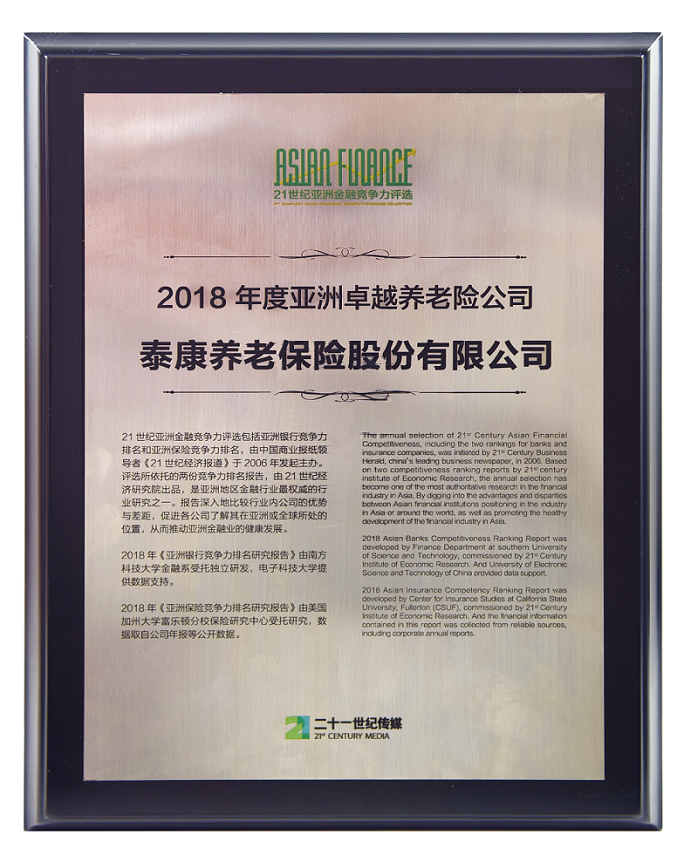 ASIAN FINANCE
21世纪亚洲金融竞争力评选
2018 年度亚洲卓越养老险公司
泰康养老保险股份有限公司
21世纪亚洲金融竞争力评选包括亚洲银行竞争力
排名和亚洲保险竞争力排名，由中国商业报纸领
导者《21世纪经济报道》于2006年发起主办。
评选所依托的两份竞争力排名报告，由21世纪经
济研究院出品，是亚洲地区金融行业最权威的行
业研究之一。报告深入地比较行业内公司的优势
与差距，促进各公司了解其在亚洲或全球所处的
位置，从而推动亚洲金融业的健康发展。
2018年《亚洲银行竞争力排名研究报告》由南方
科技大学金融系受托独立研发，电子科技大学提
供数据支持。
2018年《亚洲保险竞争力排名研究报告》由美国
加州大学富乐顿分校保险研究中心受托研究，数
据取自公司年报等公开数据。
The annual selection of 21st Century Asian Financial
Competitiveness, including the two rankings for banks and
insurance companies, was initiated by 21st Century Business
Herald, china's leading business newspaper, in 2006. Based
on two competitiveness ranking reports by 21st century
institute of Economic Research, the annual selection has
become one of the most authoritative research in the financial
industry in Asia. By digging into the advantages and disparities
between Asian financial institutions positioning in the industry
in Asia or around the world, as well as promoting the healthy
development of the financial industry in Asia.
2018 Asian Banks Competitiveness Ranking Report was
developed by Finance Department at southern University
of Science and Technology, commissioned by 21st Century
Institute of Economic Research. And University of Electronic
Science and Technology of China provided data support.
2018 Asian Insurance Competency Ranking Report was
developed by Center for Insurance Studies at California State
University, Fullerton (CSUF), commissioned by 21st Century
Institute of Economic Research. And the financial information
contained in this report was collected from reliable sources,
including corporate annual reports.
二十一世纪传媒
21st CENTURY MEDIA